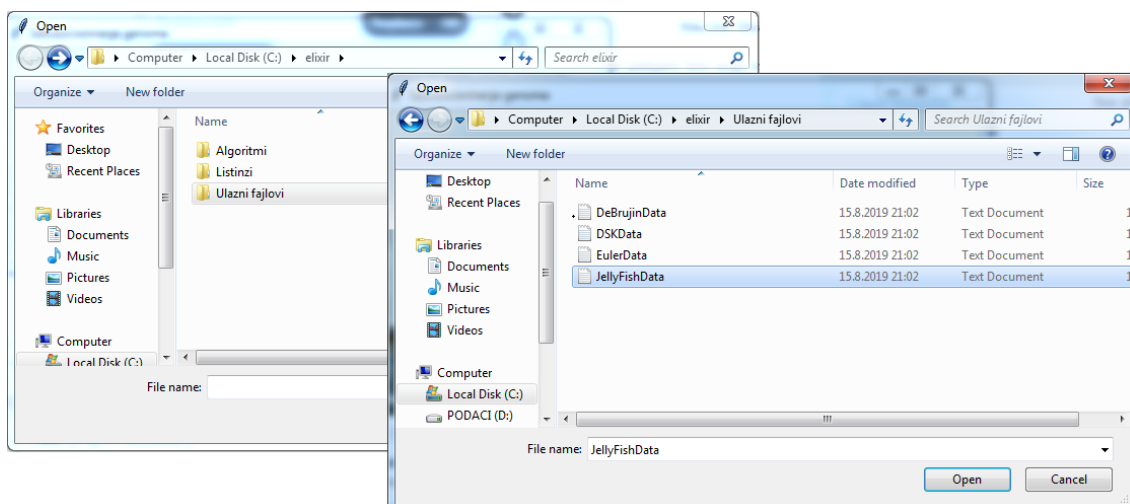 Open
Computer ▸ Local Disk (C:) ▸ elixir ▸
Search elixir
Organize ▾ New folder
Favorites
Desktop
Recent Places
Libraries
Documents
Music
Pictures
Videos
Computer
Local Disk (C:)
Name
Algoritmi
Listinzi
Ulazni fajlovi
File name:
Open
Computer ▸ Local Disk (C:) ▸ elixir ▸ Ulazni fajlovi
Search Ulazni fajlovi
Organize ▾ New folder
Desktop
Recent Places
Libraries
Documents
Music
Pictures
Videos
Computer
Local Disk (C:)
PODACI (D:)
Name Date modified Type Size
DeBrujinData 15.8.2019 21:02 Text Document 1
DSKData 15.8.2019 21:02 Text Document 1
EulerData 15.8.2019 21:02 Text Document 1
JellyFishData 15.8.2019 21:02 Text Document 1
File name: JellyFishData
Open Cancel